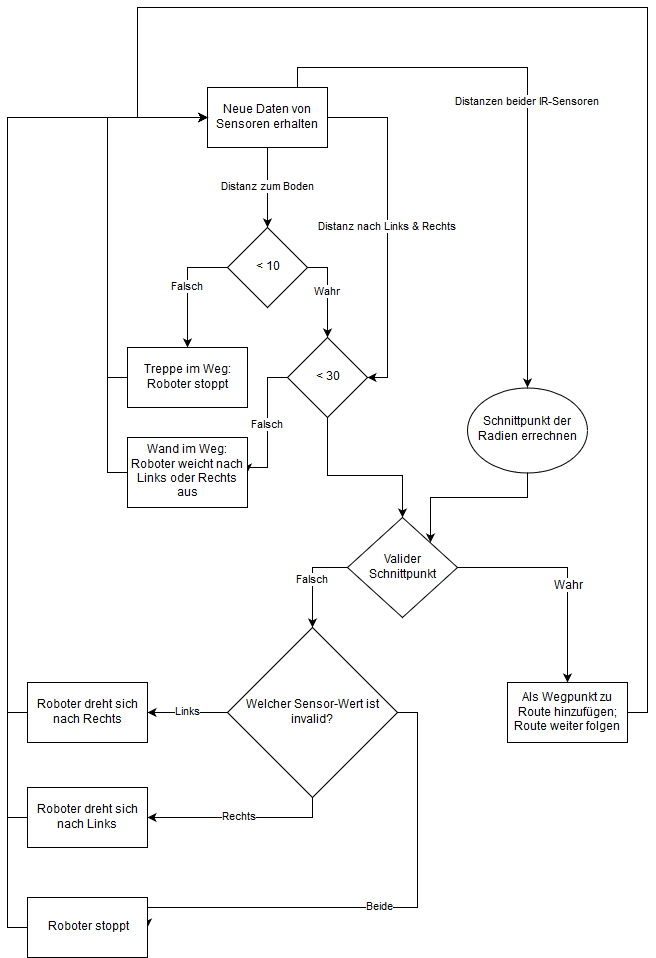 Neue Daten von
Sensoren erhalten
Distanzen beider IR-Sensoren
Distanz zum Boden
Distanz nach Links & Rechts
< 10
Falsch
Wahr
Treppe im Weg:
Roboter stoppt
< 30
Falsch
Schnittpunkt der
Radien errechnen
Wand im Weg:
Roboter weicht nach
Links oder Rechts
aus
Valider
Schnittpunkt
Falsch
Wahr
Welcher Sensor-Wert ist
invalid?
Als Wegpunkt zu
Route hinzufügen;
Route weiter folgen
Links
Roboter dreht sich
nach Rechts
Rechts
Roboter dreht sich
nach Links
Beide
Roboter stoppt